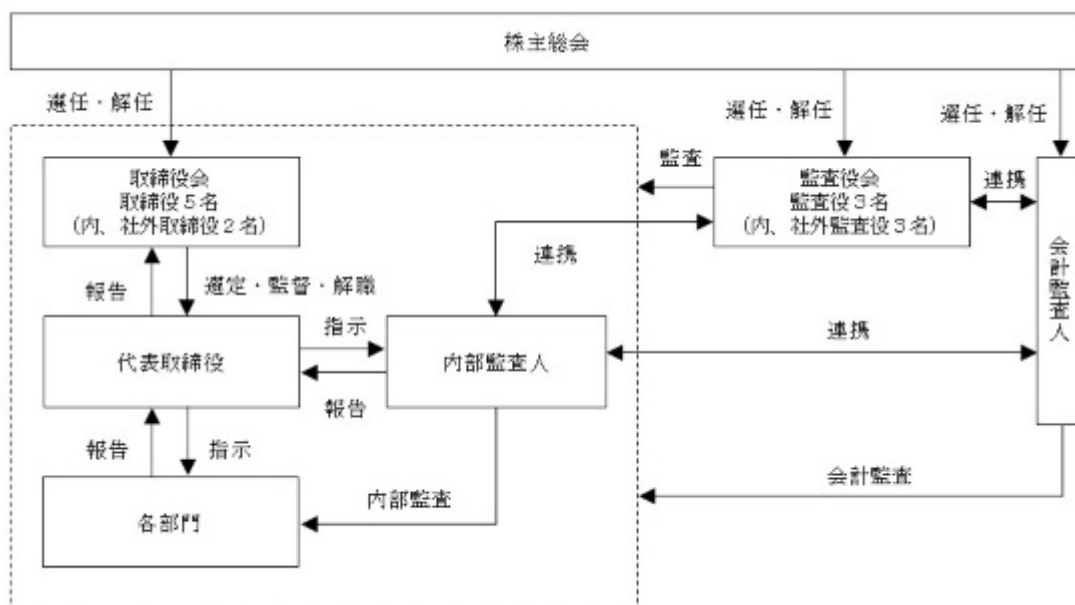 株主総会
選任・解任
選任・解任
選任・解任
取締役会
取締役5名
(内、社外取締役2名)
監査
監査役会
監査役3名
(内、社外監査役3名)
連携
会計監査人
連携
報告
選定・監督・解職
代表取締役
指示
報告
内部監査人
連携
報告
指示
各部門
内部監査
会計監査